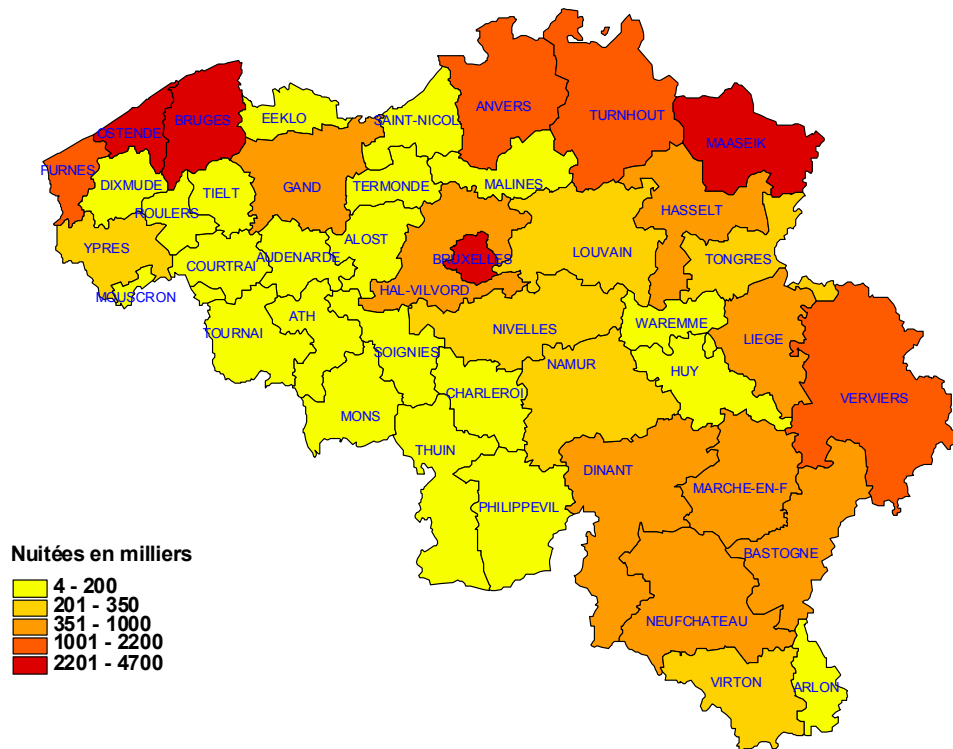 ANVERS
TURNHOUT
SAINT-NICOL
EEKLO
BRUGES
OSTENDE
MAASEIK
FURNES
DIXMUDE
TIELT
GAND
TERMONDE
MALINES
ROULERS
HASSELT
YPRES
COURTRAI
AUDENARDE
ALOST
BRUXELLES
LOUVAIN
TONGRES
MOUSCRON
HAL-VILVORD
TOURNAI
ATH
NIVELLES
WAREMME
LIEGE
SOIGNIES
NAMUR
HUY
CHARLEROI
VERVIERS
MONS
THUIN
DINANT
MARCHE-EN-F
PHILIPPEVIL
BASTOGNE
NEUFCHATEAU
VIRTON
ARLON
Nuitées en milliers
4 - 200
201 - 350
351 - 1000
1001 - 2200
2201 - 4700